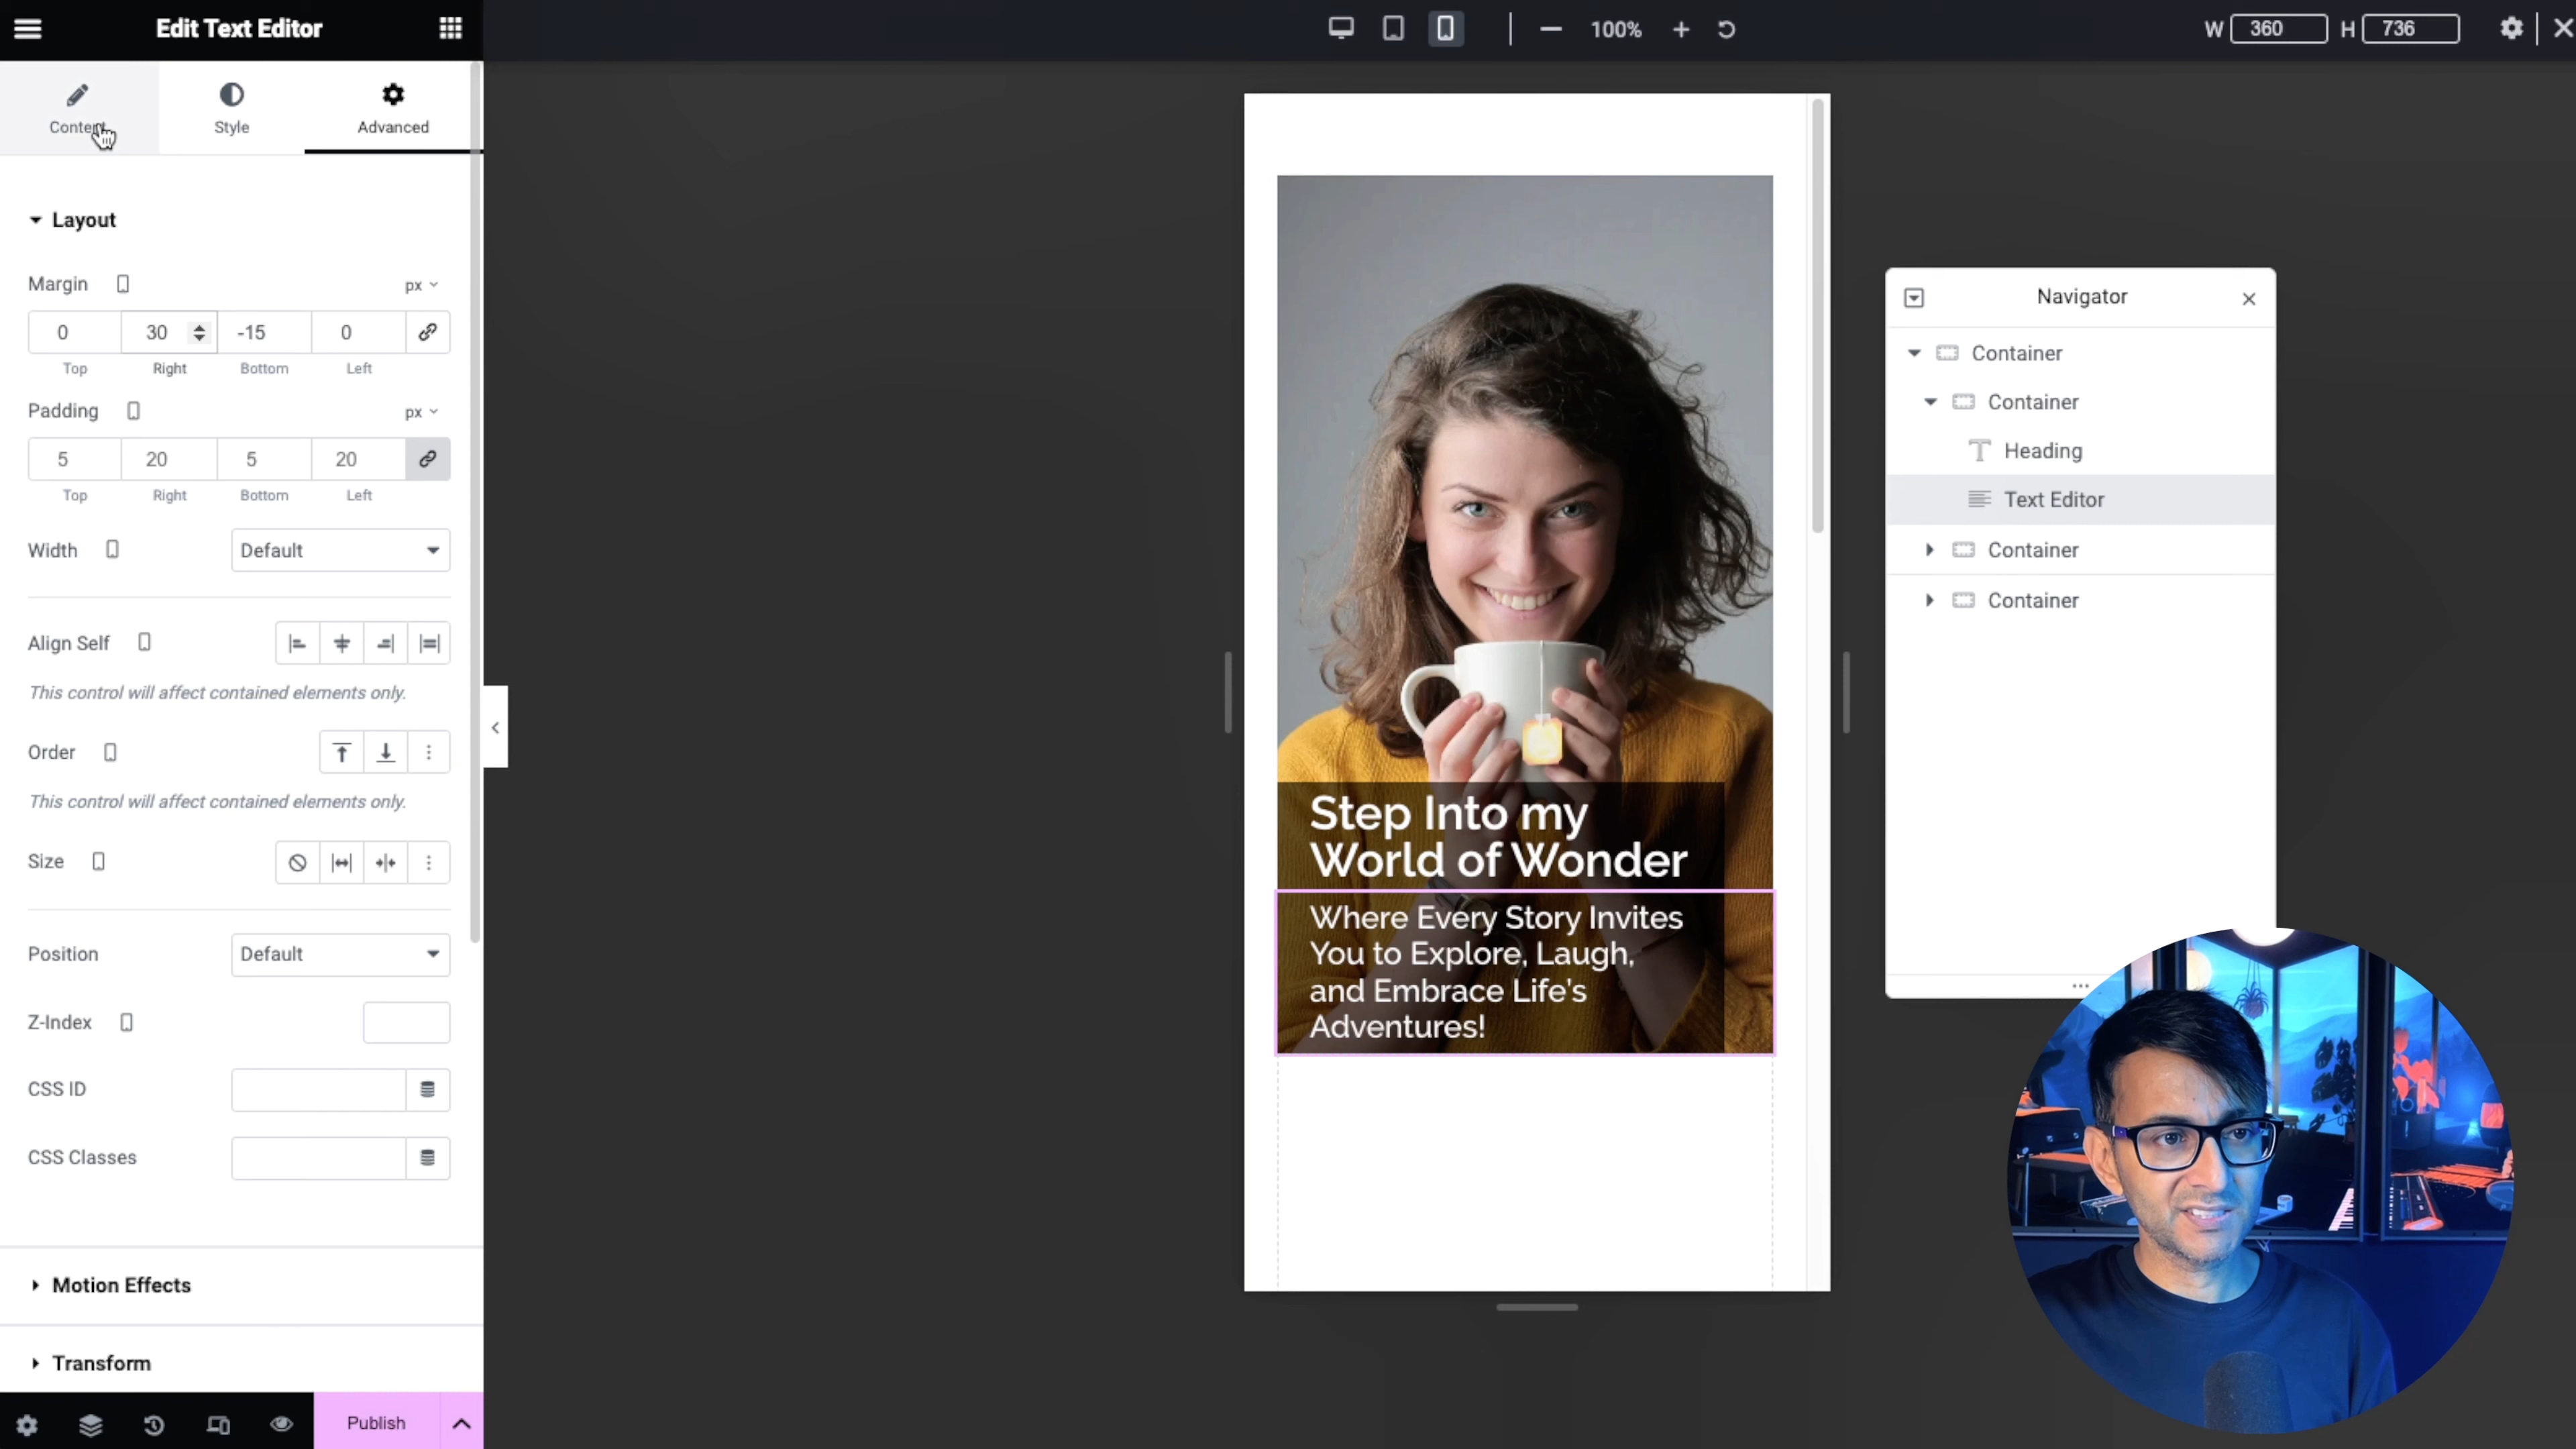 Edit Text Editor
100%
W 360 H 736
Content Style Advanced
Layout
Margin px
0 30 -15 0
Top Right Bottom Left
Padding px
5 20 5 20
Top Right Bottom Left
Width Default
Align Self
This control will affect contained elements only.
Order
This control will affect contained elements only.
Size
Position Default
Z-Index
CSS ID
CSS Classes
Motion Effects
Transform
Publish
Step Into my
World of Wonder
Where Every Story Invites
You to Explore, Laugh,
and Embrace Life's
Adventures!
Navigator
Container
Container
Heading
Text Editor
Container
Container